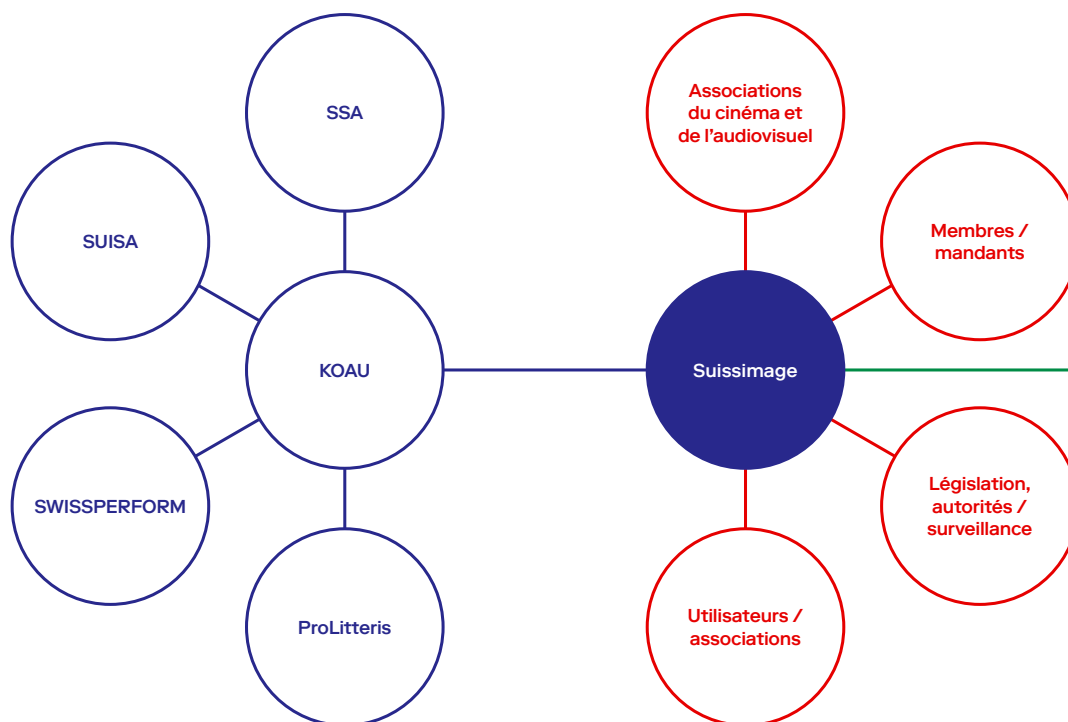 SSA
Associations
du cinéma et
de l’audiovisuel
SUISA
Membres /
mandants
KOAU
Suissimage
SWISSPERFORM
Législation,
autorités /
surveillance
ProLitteris
Utilisateurs /
associations